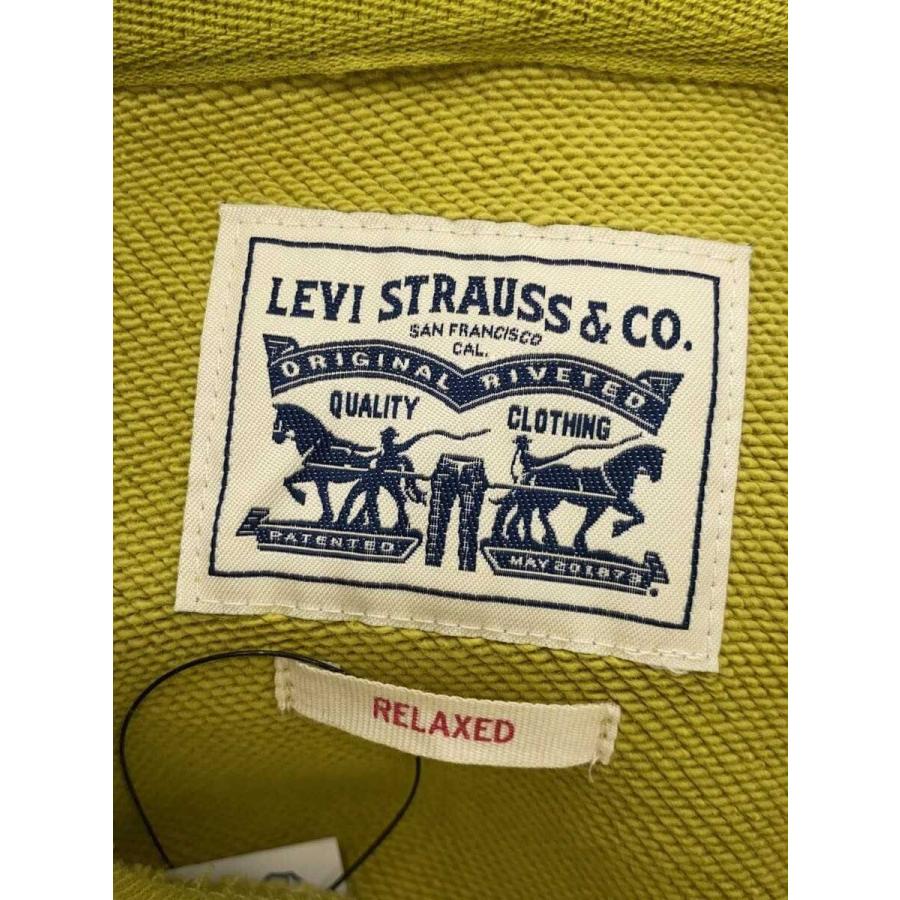 LEVI STRAUSS & CO.
SAN FRANCISCO
CAL.
ORIGINAL RIVETED
QUALITY CLOTHING
PATENTED MAY 20 1873.
RELAXED